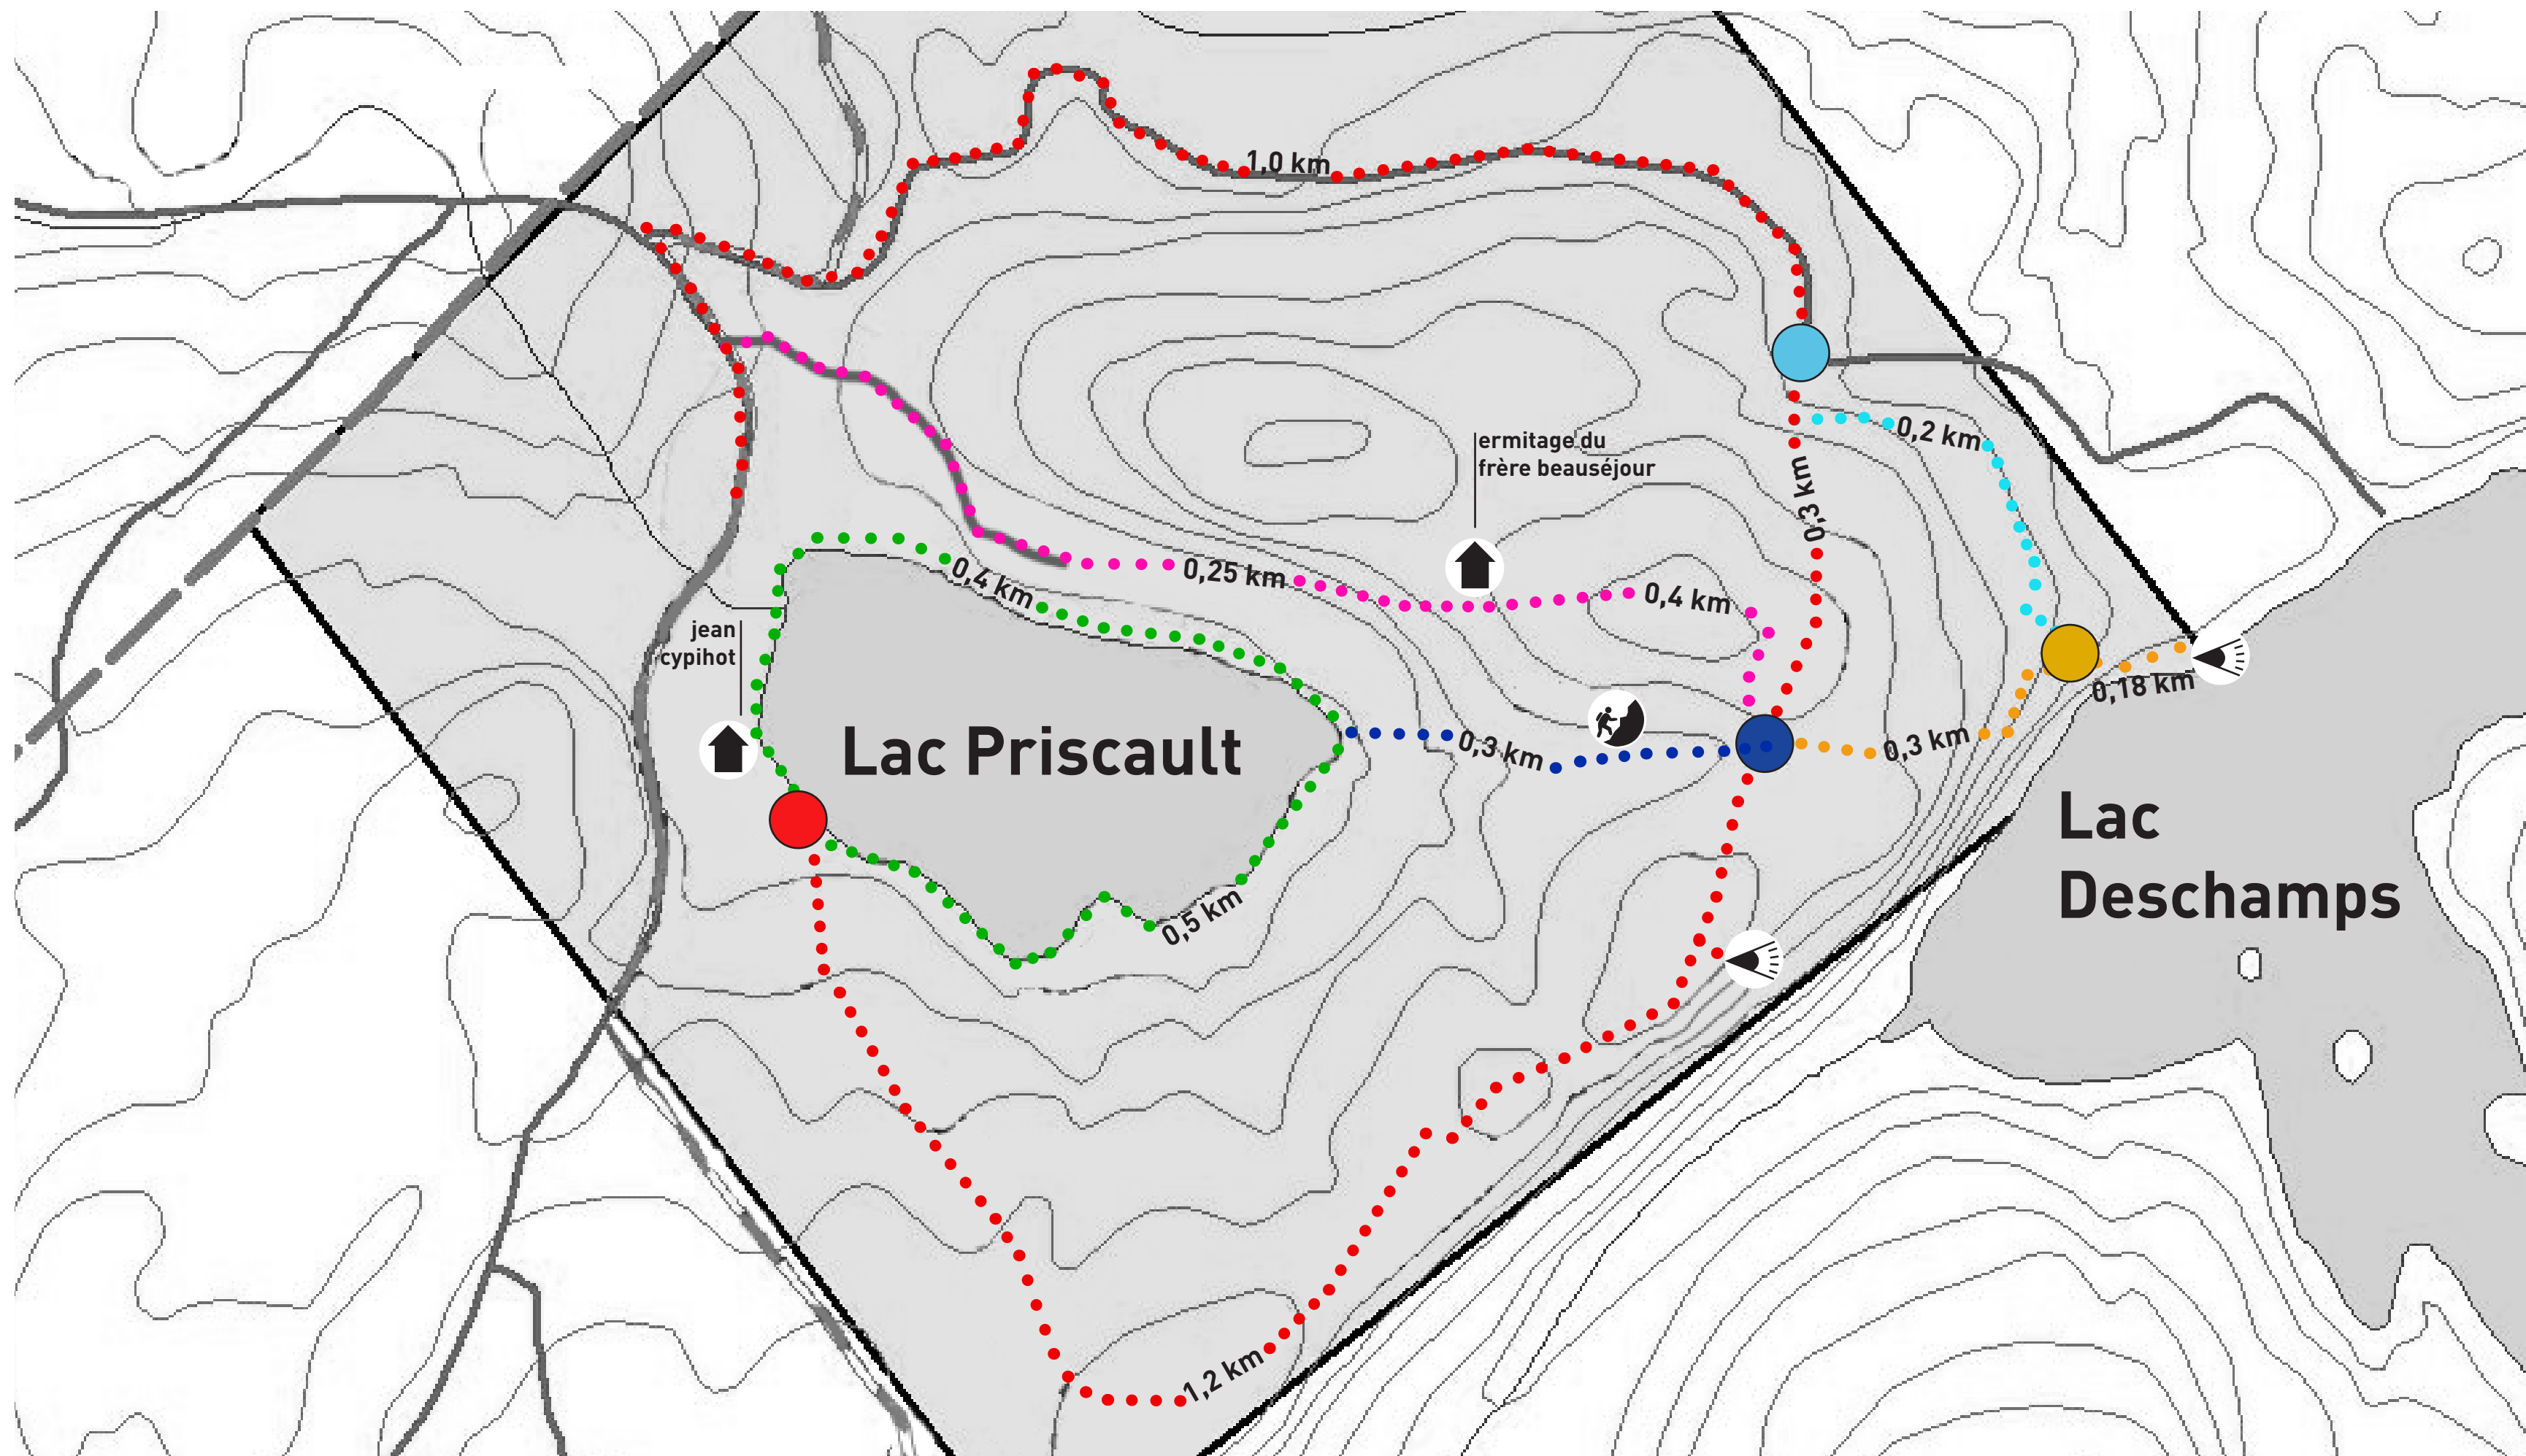 1,0 km
0,2 km
ermitage du
frère beauséjour
0,3 km
0,25 km
0,4 km
0,4 km
jean
cypihot
0,18 km
Lac Priscault
0,3 km
0,3 km
Lac
Deschamps
0,5 km
1,2 km